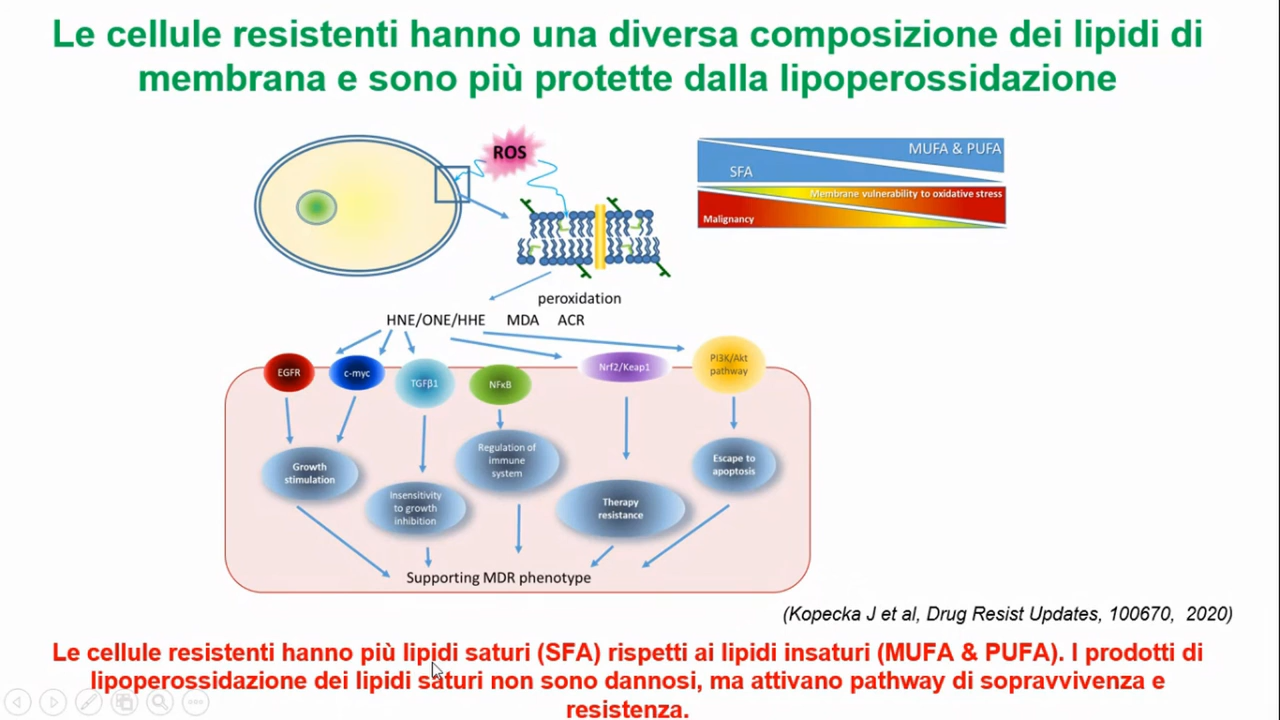 Le cellule resistenti hanno una diversa composizione dei lipidi di
membrana e sono più protette dalla lipoperossidazione
ROS
MUFA & PUFA
SFA
Membrane vulnerability to oxidative stress
Malignancy
peroxidation
HNE/ONE/HHE MDA ACR
EGFR
c-myc
TGFβ1
NFκB
Nrf2/Keap1
PI3K/Akt
pathway
Growth
stimulation
Insensitivity
to growth
inhibition
Regulation of
immune
system
Therapy
resistance
Escape to
apoptosis
Supporting MDR phenotype
(Kopecka J et al, Drug Resist Updates, 100670, 2020)
Le cellule resistenti hanno più lipidi saturi (SFA) rispetti ai lipidi insaturi (MUFA & PUFA). I prodotti di
lipoperossidazione dei lipidi saturi non sono dannosi, ma attivano pathway di sopravvivenza e
resistenza.